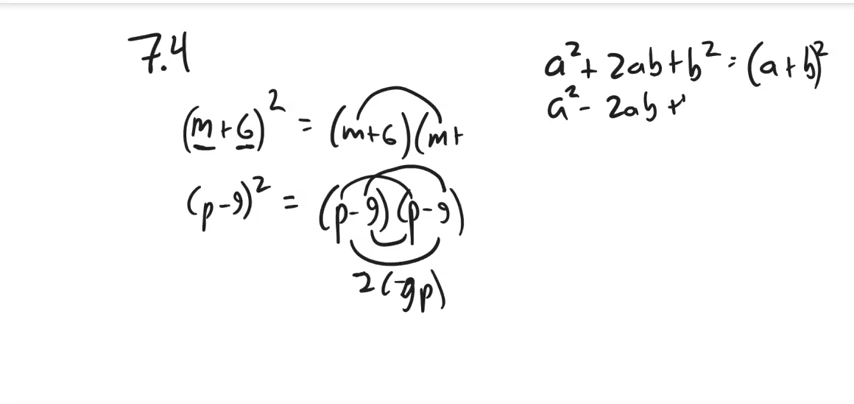 7.4
(m+6)² = (m+6)(m+
(p-9)² = (p-9)(p-9)
2(-9p)
a² + 2ab + b² = (a+b)²
a² - 2ab +